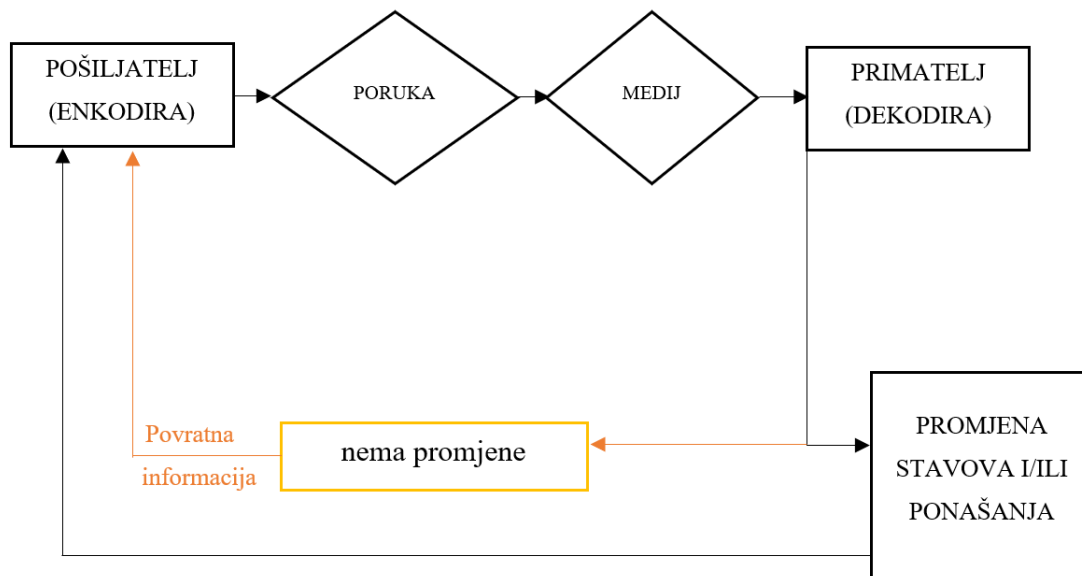 POŠILJATELJ
(ENKODIRA)
PORUKA
MEDIJ
PRIMATELJ
(DEKODIRA)
Povratna
informacija
nema promjene
PROMJENA
STAVOVA I/ILI
PONAŠANJA